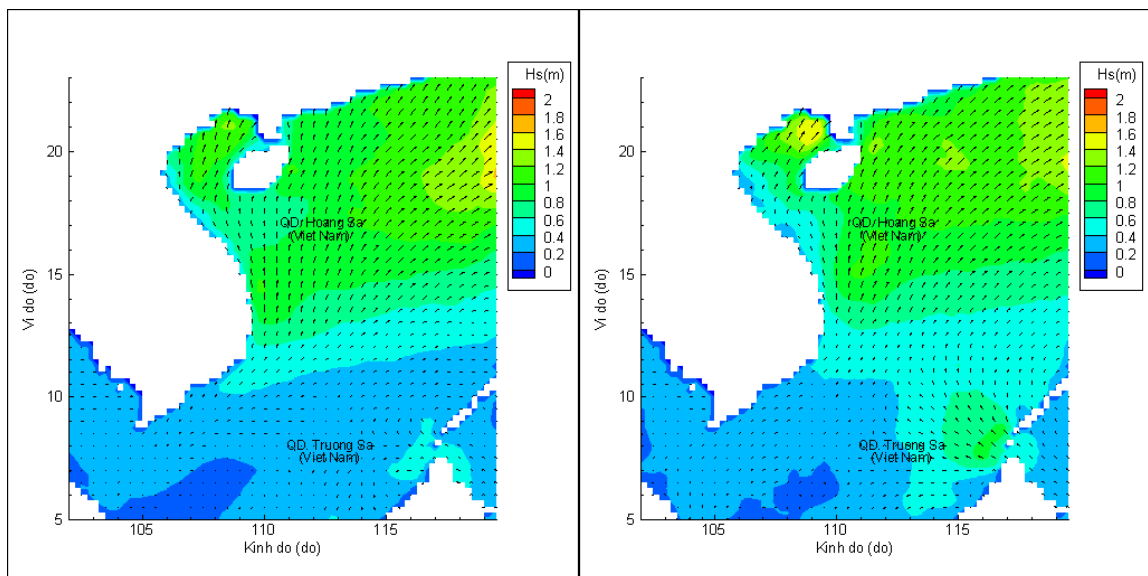 Hs(m)
2
1.8
1.6
1.4
1.2
1
0.8
0.6
0.4
0.2
0
20
15
10
5
Vi do (do)
QD. Hoang Sa
(Viet Nam)
QD. Truong Sa
(Viet Nam)
105 110 115
Kinh do (do)
Hs(m)
2
1.8
1.6
1.4
1.2
1
0.8
0.6
0.4
0.2
0
20
15
10
5
Vi do (do)
QD. Hoang Sa
(Viet Nam)
QD. Truong Sa
(Viet Nam)
105 110 115
Kinh do (do)